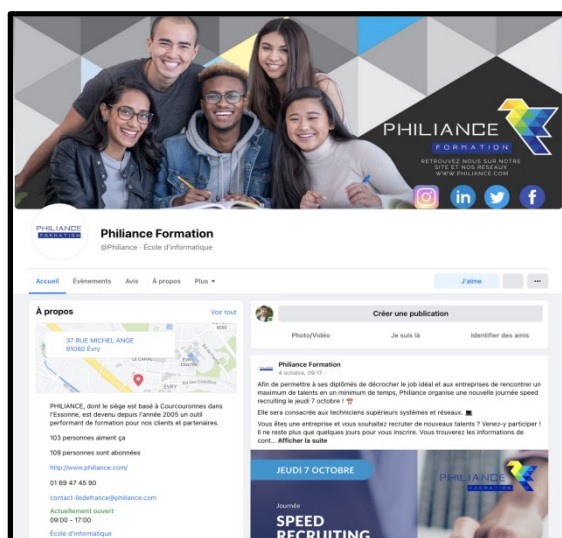 PHILIANCE
FORMATION
RETROUVEZ NOUS SUR NOTRE
SITE ET NOS RESEAUX
WWW.PHILIANCE.COM
PHILIANCE
FORMATION
Philiance Formation
@Philiance · École d'informatique
Accueil Évènements Avis À propos Plus
J'aime
À propos
Voir tout
37 RUE MICHEL ANGE
91080 Évry
ÉVRY
PHILIANCE, dont le siège est basé à Courcouronnes dans
l'Essonne, est devenu depuis l'année 2005 un outil
performant de formation pour nos clients et partenaires.
103 personnes aiment ça
109 personnes sont abonnées
http://www.philiance.com/
01 69 47 45 90
contact-iledefrance@philiance.com
Actuellement ouvert
09:00 - 17:00
École d'informatique
Créer une publication
Photo/Vidéo Je suis là Identifier des amis
Philiance Formation
4 octobre, 09:17 ·
Afin de permettre à ses diplômés de décrocher le job idéal et aux entreprises de rencontrer un
maximum de talents en un minimum de temps, Philiance organise une nouvelle journée speed
recruiting le jeudi 7 octobre !
Elle sera consacrée aux techniciens supérieurs systèmes et réseaux.
Vous êtes une entreprise et vous souhaitez recruter de nouveaux talents ? Venez-y participer !
Il ne reste plus que quelques jours pour vous inscrire. Vous trouverez les informations de
cont... Afficher la suite
JEUDI 7 OCTOBRE
PHILIANCE
FORMATION
Journée
SPEED
RECRUITING